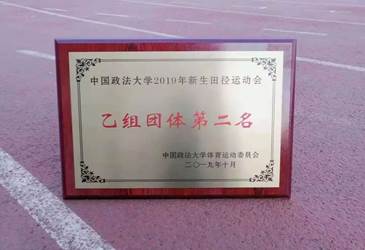 中国政法大学2019年新生田径运动会
乙组团体第二名
中国政法大学体育运动委员会
二〇一九年十月